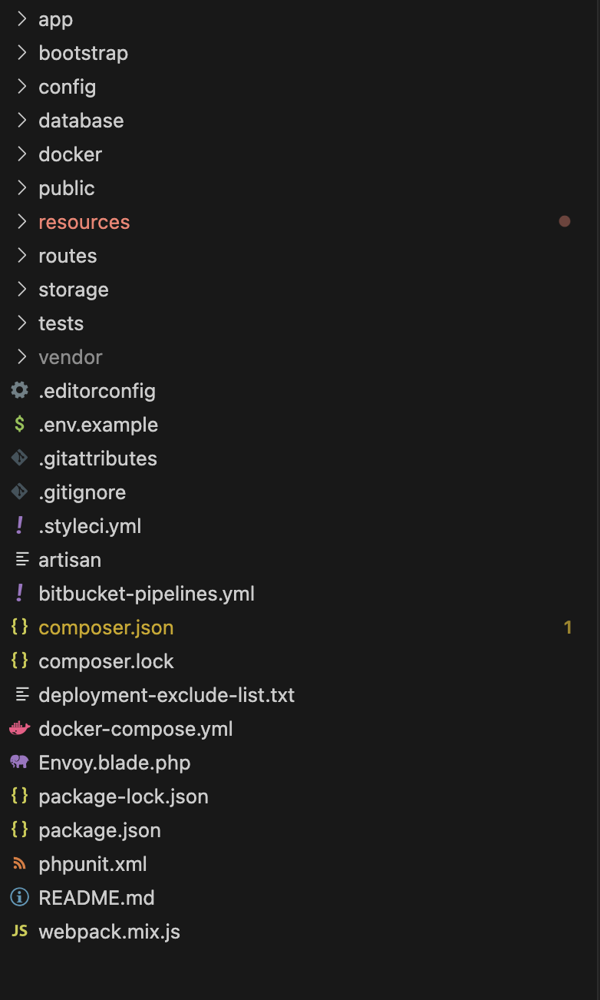 app
bootstrap
config
database
docker
public
resources
routes
storage
tests
vendor
.editorconfig
$ .env.example
.gitattributes
.gitignore
! .styleci.yml
artisan
! bitbucket-pipelines.yml
{} composer.json 1
{} composer.lock
deployment-exclude-list.txt
docker-compose.yml
Envoy.blade.php
{} package-lock.json
{} package.json
phpunit.xml
README.md
JS webpack.mix.js